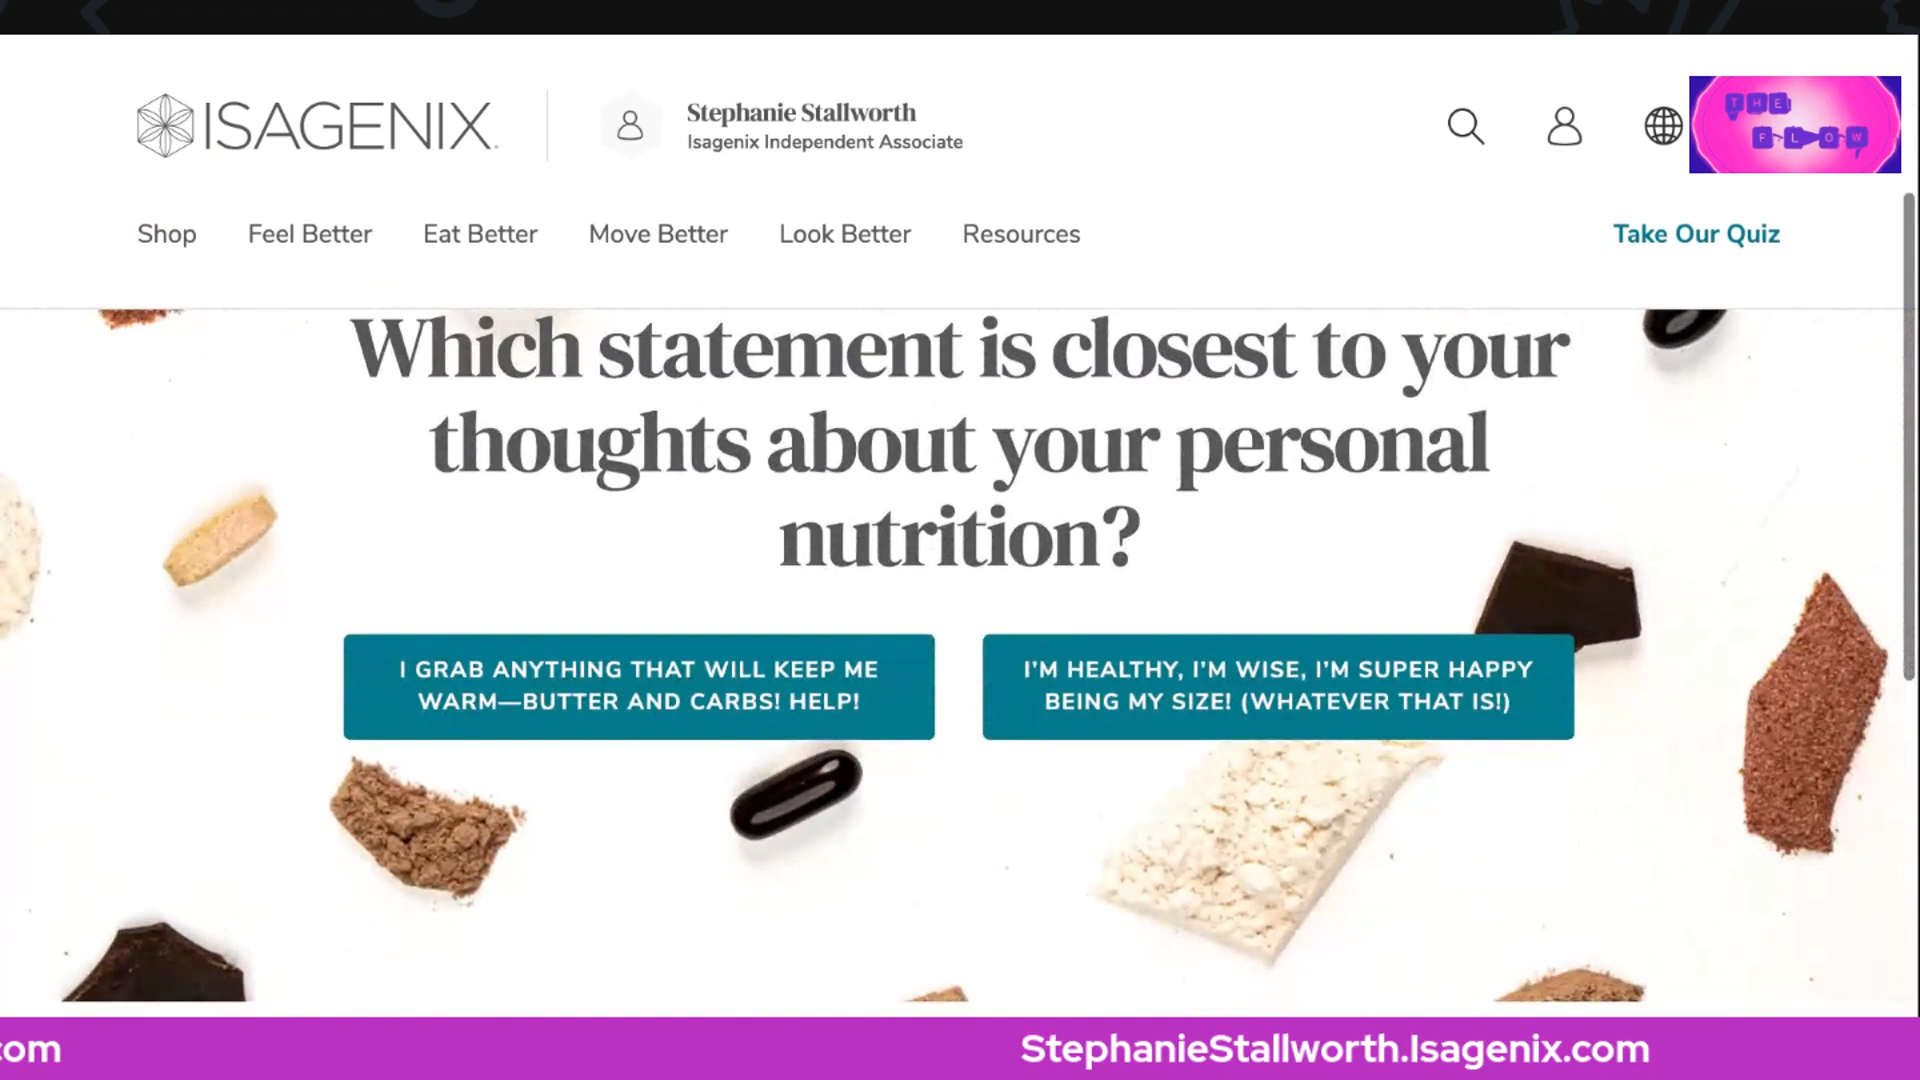 ISAGENIX
Stephanie Stallworth
Isagenix Independent Associate
THE
FLOW
Shop Feel Better Eat Better Move Better Look Better Resources Take Our Quiz
Which statement is closest to your
thoughts about your personal
nutrition?
I GRAB ANYTHING THAT WILL KEEP ME
WARM—BUTTER AND CARBS! HELP!
I'M HEALTHY, I'M WISE, I'M SUPER HAPPY
BEING MY SIZE! (WHATEVER THAT IS!)
com StephanieStallworth.Isagenix.com